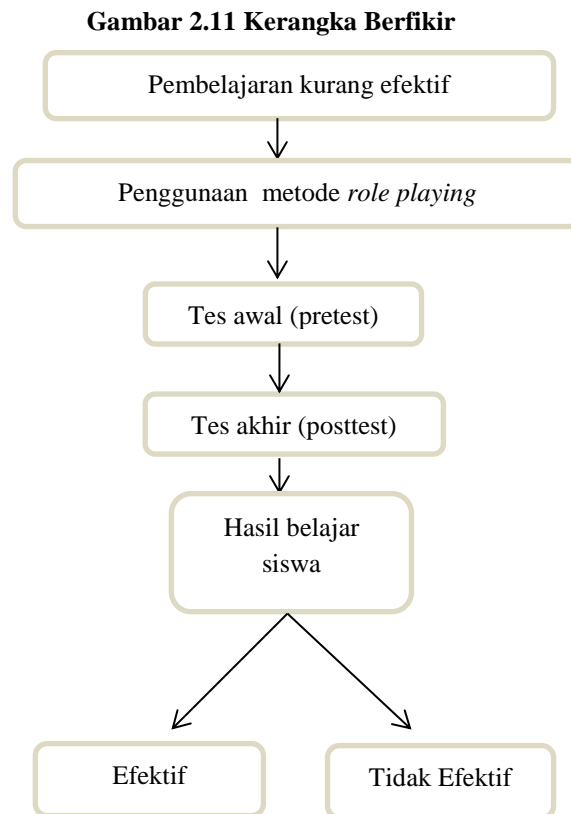 Gambar 2.11 Kerangka Berfikir
Pembelajaran kurang efektif
Penggunaan metode role playing
Tes awal (pretest)
Tes akhir (posttest)
Hasil belajar
siswa
Efektif
Tidak Efektif